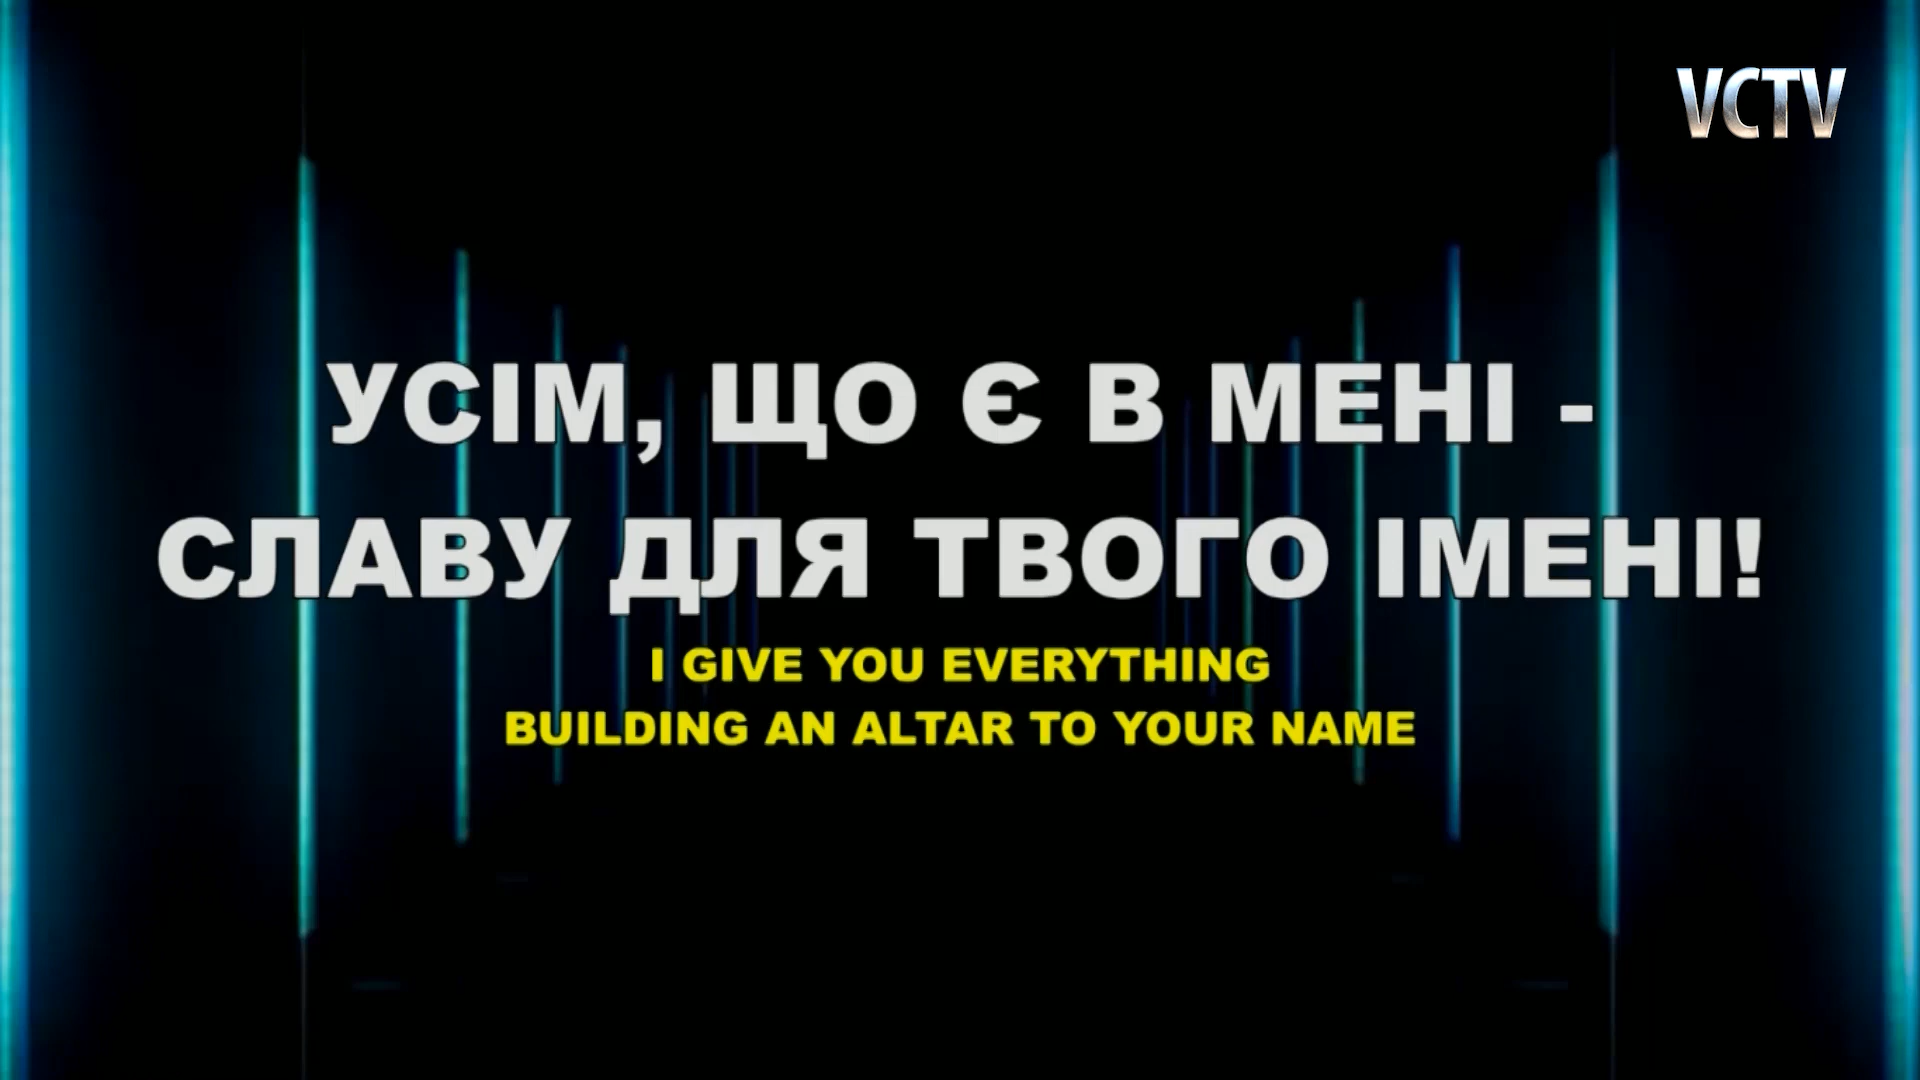 VCTV
УСІМ, ЩО Є В МЕНІ -
СЛАВУ ДЛЯ ТВОГО ІМЕНІ!
I GIVE YOU EVERYTHING
BUILDING AN ALTAR TO YOUR NAME